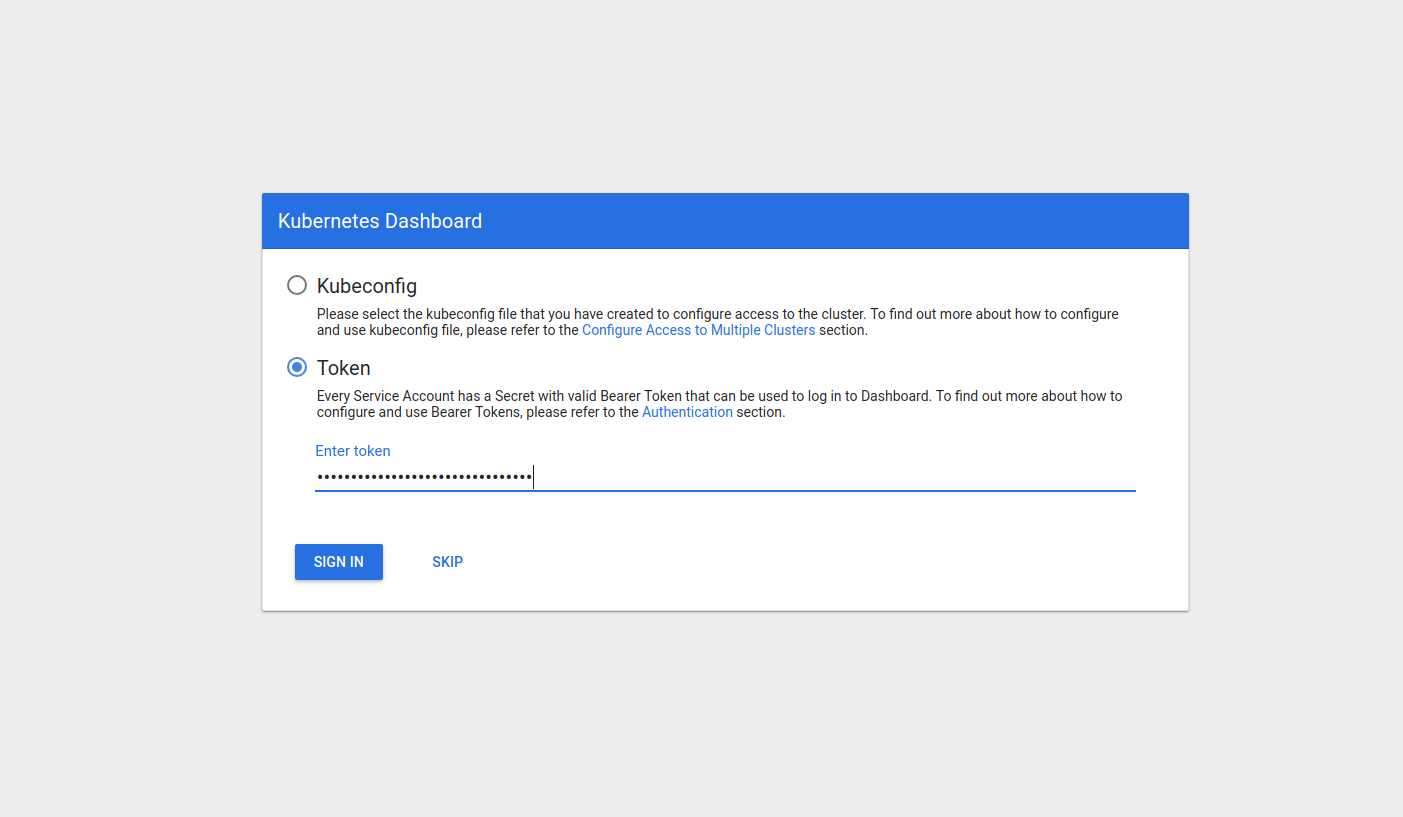 Kubernetes Dashboard
Kubeconfig
Please select the kubeconfig file that you have created to configure access to the cluster. To find out more about how to configure
and use kubeconfig file, please refer to the Configure Access to Multiple Clusters section.
Token
Every Service Account has a Secret with valid Bearer Token that can be used to log in to Dashboard. To find out more about how to
configure and use Bearer Tokens, please refer to the Authentication section.
Enter token
••••••••••••••••••••••••••••••••
SIGN IN SKIP